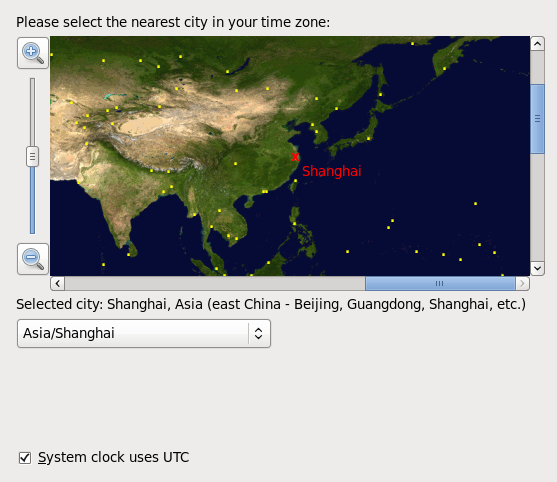 Please select the nearest city in your time zone:
Shanghai
Selected city: Shanghai, Asia (east China - Beijing, Guangdong, Shanghai, etc.)
Asia/Shanghai
System clock uses UTC